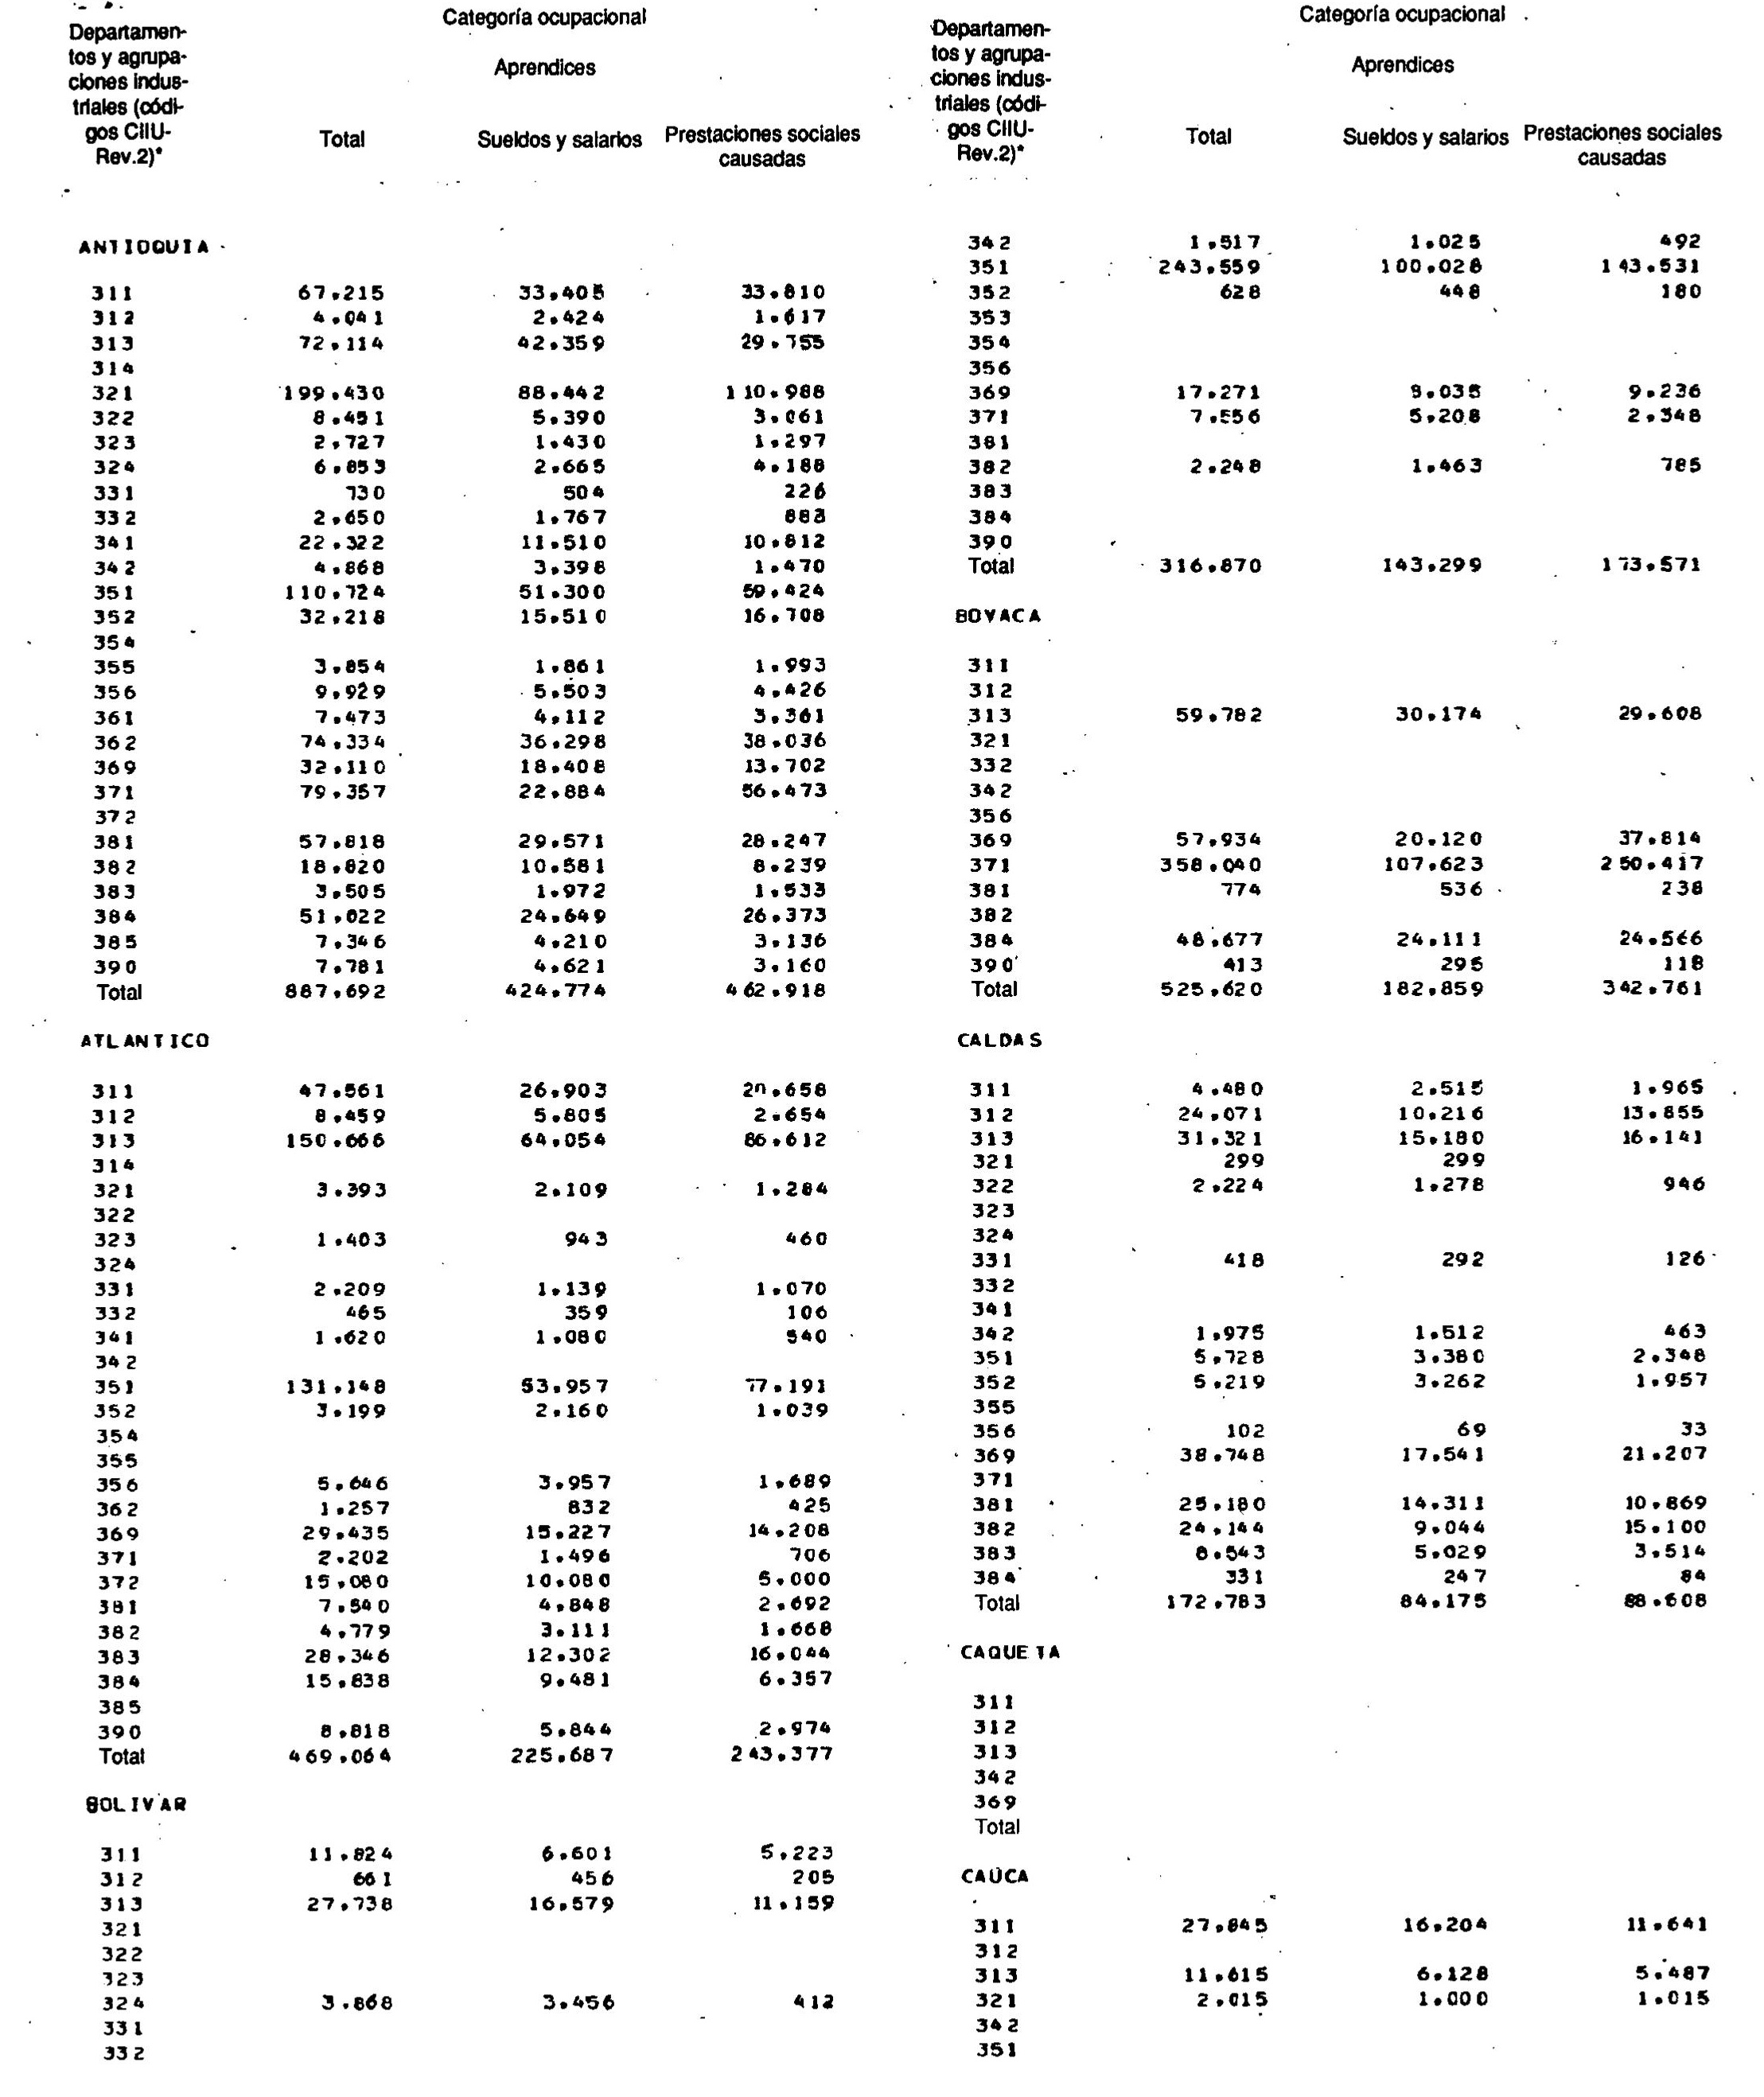 Categoría ocupacional
Departamen-
tos y agrupa-
ciones indus-
triales (códi-
gos CIIU-
Rev.2)*
Aprendices
Total Sueldos y salarios Prestaciones sociales
causadas
ANTIOQUIA
311 67.215 33.405 33.810
312 4.041 2.424 1.617
313 72.114 42.359 29.755
314
321 199.430 88.442 110.988
322 8.451 5.390 3.061
323 2.727 1.430 1.297
324 6.853 2.665 4.188
331 730 504 226
332 2.650 1.767 883
341 22.322 11.510 10.812
342 4.868 3.398 1.470
351 110.724 51.300 59.424
352 32.218 15.510 16.708
354
355 3.854 1.861 1.993
356 9.929 5.503 4.426
361 7.473 4.112 3.361
362 74.334 36.298 38.036
369 32.110 18.408 13.702
371 79.357 22.884 56.473
372
381 57.818 29.571 28.247
382 18.820 10.581 8.239
383 3.505 1.972 1.533
384 51.022 24.649 26.373
385 7.346 4.210 3.136
390 7.781 4.621 3.160
Total 887.692 424.774 462.918
ATLANTICO
311 47.561 26.903 20.658
312 8.459 5.805 2.654
313 150.666 64.054 86.612
314
321 3.393 2.109 1.284
322
323 1.403 943 460
324
331 2.209 1.139 1.070
332 465 359 106
341 1.620 1.080 540
342
351 131.148 53.957 77.191
352 3.199 2.160 1.039
354
355
356 5.646 3.957 1.689
362 1.257 832 425
369 29.435 15.227 14.208
371 2.202 1.496 706
372 15.080 10.080 5.000
381 7.540 4.848 2.692
382 4.779 3.111 1.668
383 28.346 12.302 16.044
384 15.838 9.481 6.357
385
390 8.818 5.844 2.974
Total 469.064 225.687 243.377
BOLIVAR
311 11.824 6.601 5.223
312 661 456 205
313 27.738 16.579 11.159
321
322
323
324 3.868 3.456 412
331
332
Categoría ocupacional
Departamen-
tos y agrupa-
ciones indus-
triales (códi-
gos CIIU-
Rev.2)*
Aprendices
Total Sueldos y salarios Prestaciones sociales
causadas
342 1.517 1.025 492
351 243.559 100.028 143.531
352 628 448 180
353
354
356
369 17.271 8.035 9.236
371 7.556 5.208 2.348
381
382 2.248 1.463 785
383
384
390
Total 316.870 143.299 173.571
BOYACA
311
312
313 59.782 30.174 29.608
321
332
342
356
369 57.934 20.120 37.814
371 358.040 107.623 250.417
381 774 536 238
382
384 48.677 24.111 24.566
390 413 295 118
Total 525.620 182.859 342.761
CALDAS
311 4.480 2.515 1.965
312 24.071 10.216 13.855
313 31.321 15.180 16.141
321 299 299
322 2.224 1.278 946
323
324
331 418 292 126
332
341
342 1.975 1.512 463
351 5.728 3.380 2.348
352 5.219 3.262 1.957
355
356 102 69 33
369 38.748 17.541 21.207
371
381 25.180 14.311 10.869
382 24.144 9.044 15.100
383 8.543 5.029 3.514
384 331 247 84
Total 172.783 84.175 88.608
CAQUETA
311
312
313
342
369
Total
CAUCA
311 27.845 16.204 11.641
312
313 11.615 6.128 5.487
321 2.015 1.000 1.015
342
351